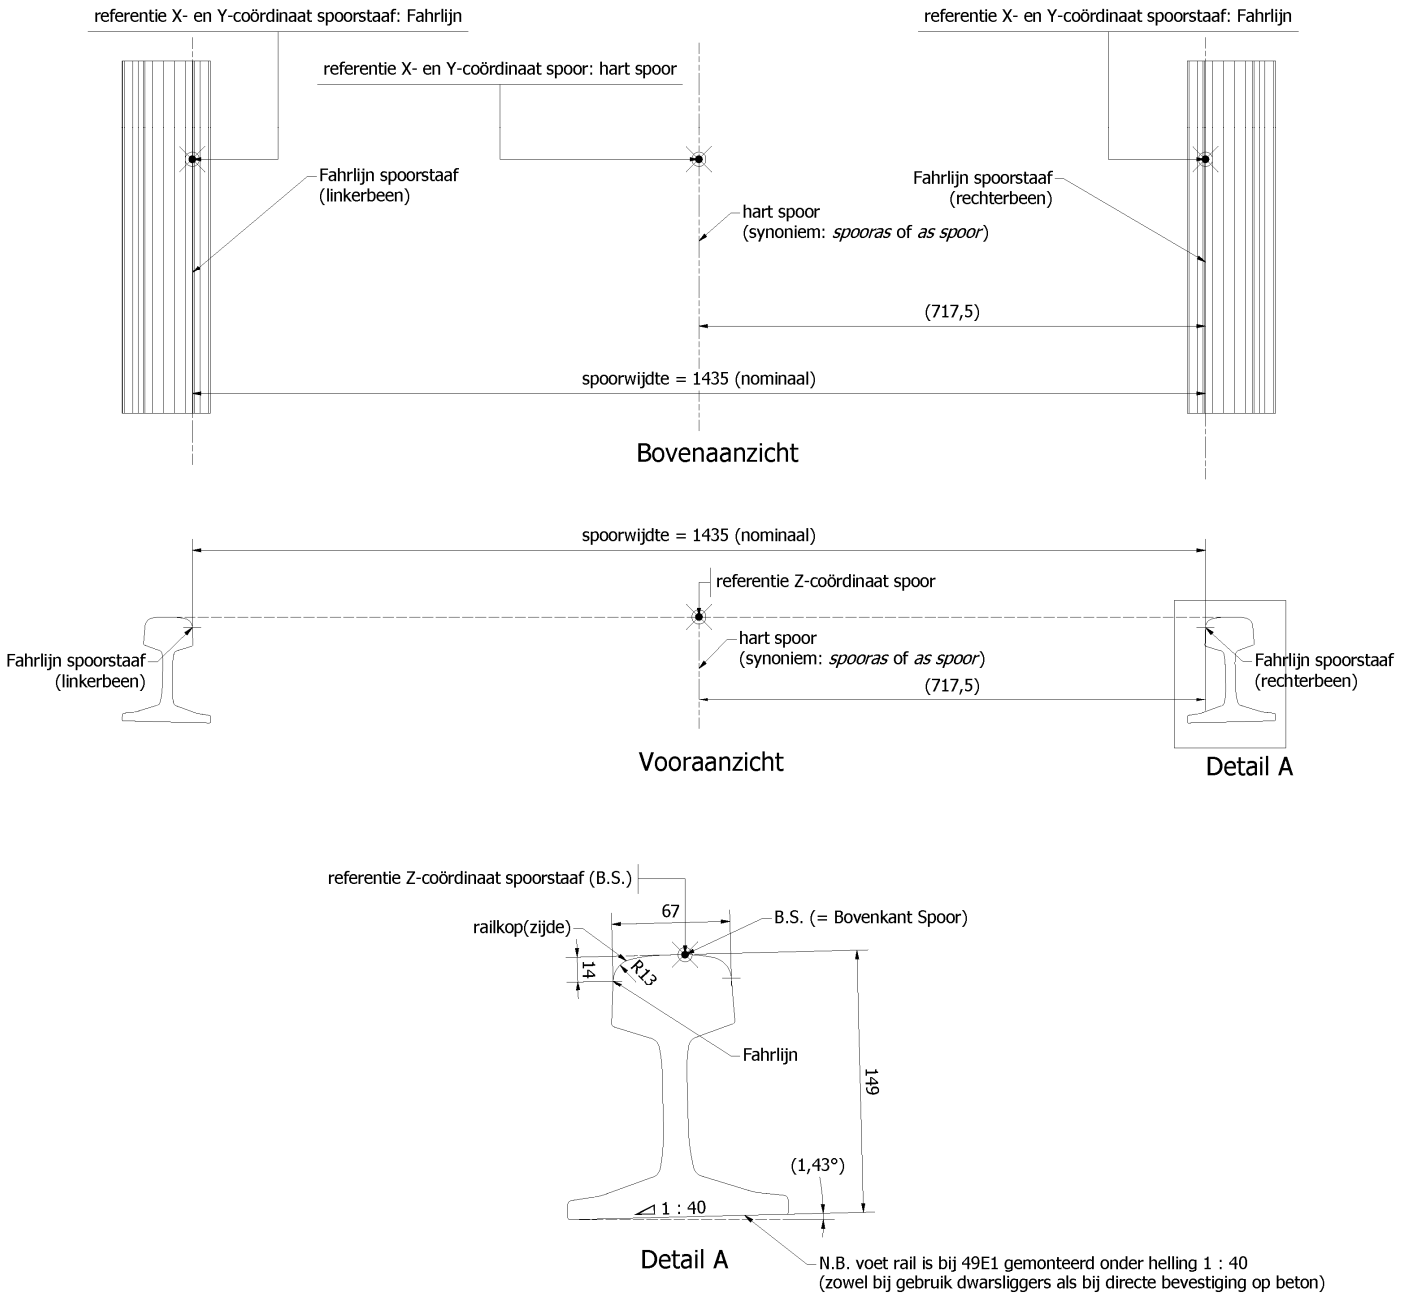 referentie X- en Y-coördinaat spoorstaaf: Fahrlijn
referentie X- en Y-coördinaat spoorstaaf: Fahrlijn
referentie X- en Y-coördinaat spoor: hart spoor
Fahrlijn spoorstaaf
(linkerbeen)
Fahrlijn spoorstaaf
(rechterbeen)
hart spoor
(synoniem: spooras of as spoor)
(717,5)
spoorwijdte = 1435 (nominaal)
Bovenaanzicht
spoorwijdte = 1435 (nominaal)
referentie Z-coördinaat spoor
hart spoor
(synoniem: spooras of as spoor)
Fahrlijn spoorstaaf
(linkerbeen)
Fahrlijn spoorstaaf
(rechterbeen)
(717,5)
Vooraanzicht
Detail A
referentie Z-coördinaat spoorstaaf (B.S.)
67
B.S. (= Bovenkant Spoor)
railkop(zijde)
14
R13
Fahrlijn
149
(1,43°)
1 : 40
Detail A
N.B. voet rail is bij 49E1 gemonteerd onder helling 1 : 40
(zowel bij gebruik dwarsliggers als bij directe bevestiging op beton)